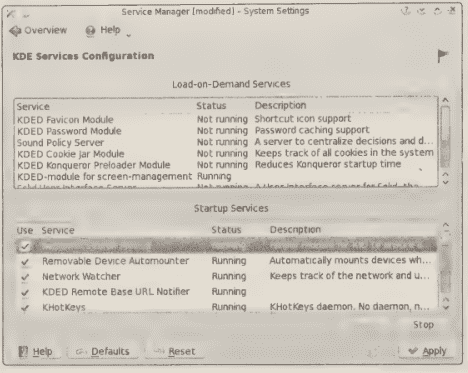 Service Manager [modified] - System Settings
Overview Help
KDE Services Configuration
Load-on-Demand Services
Service Status Description
KDED Favicon Module Not running Shortcut icon support
KDED Password Module Not running Password caching support
Sound Policy Server Not running A server to centralize decisions and d...
KDED Cookie Jar Module Not running Keeps track of all cookies in the system
KDED Konqueror Preloader Module Not running Reduces Konqueror startup time
KDED-module for screen-management Running
Startup Services
Use Service Status Description
Removable Device Automounter Running Automatically mounts devices wh...
Network Watcher Running Keeps track of the network and u...
KDED Remote Base URL Notifier Running
KHotKeys Running KHotKeys daemon. No daemon, n...
Stop
Help Defaults Reset Apply